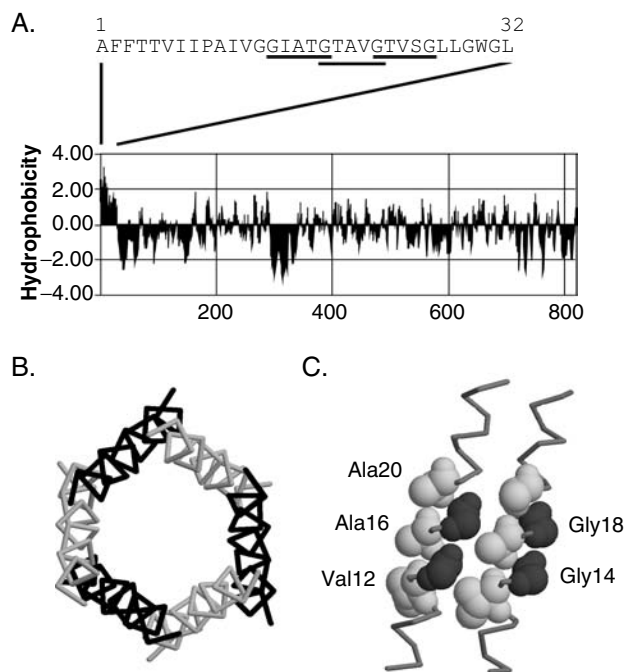 A.
1 32
AFFTTVIIPAIVGGIATGTAVGTVSGLLGWGL
Hydrophobicity
4.00
2.00
0.00
−2.00
−4.00
200 400 600 800
B. C.
Ala20
Ala16 Gly18
Val12 Gly14